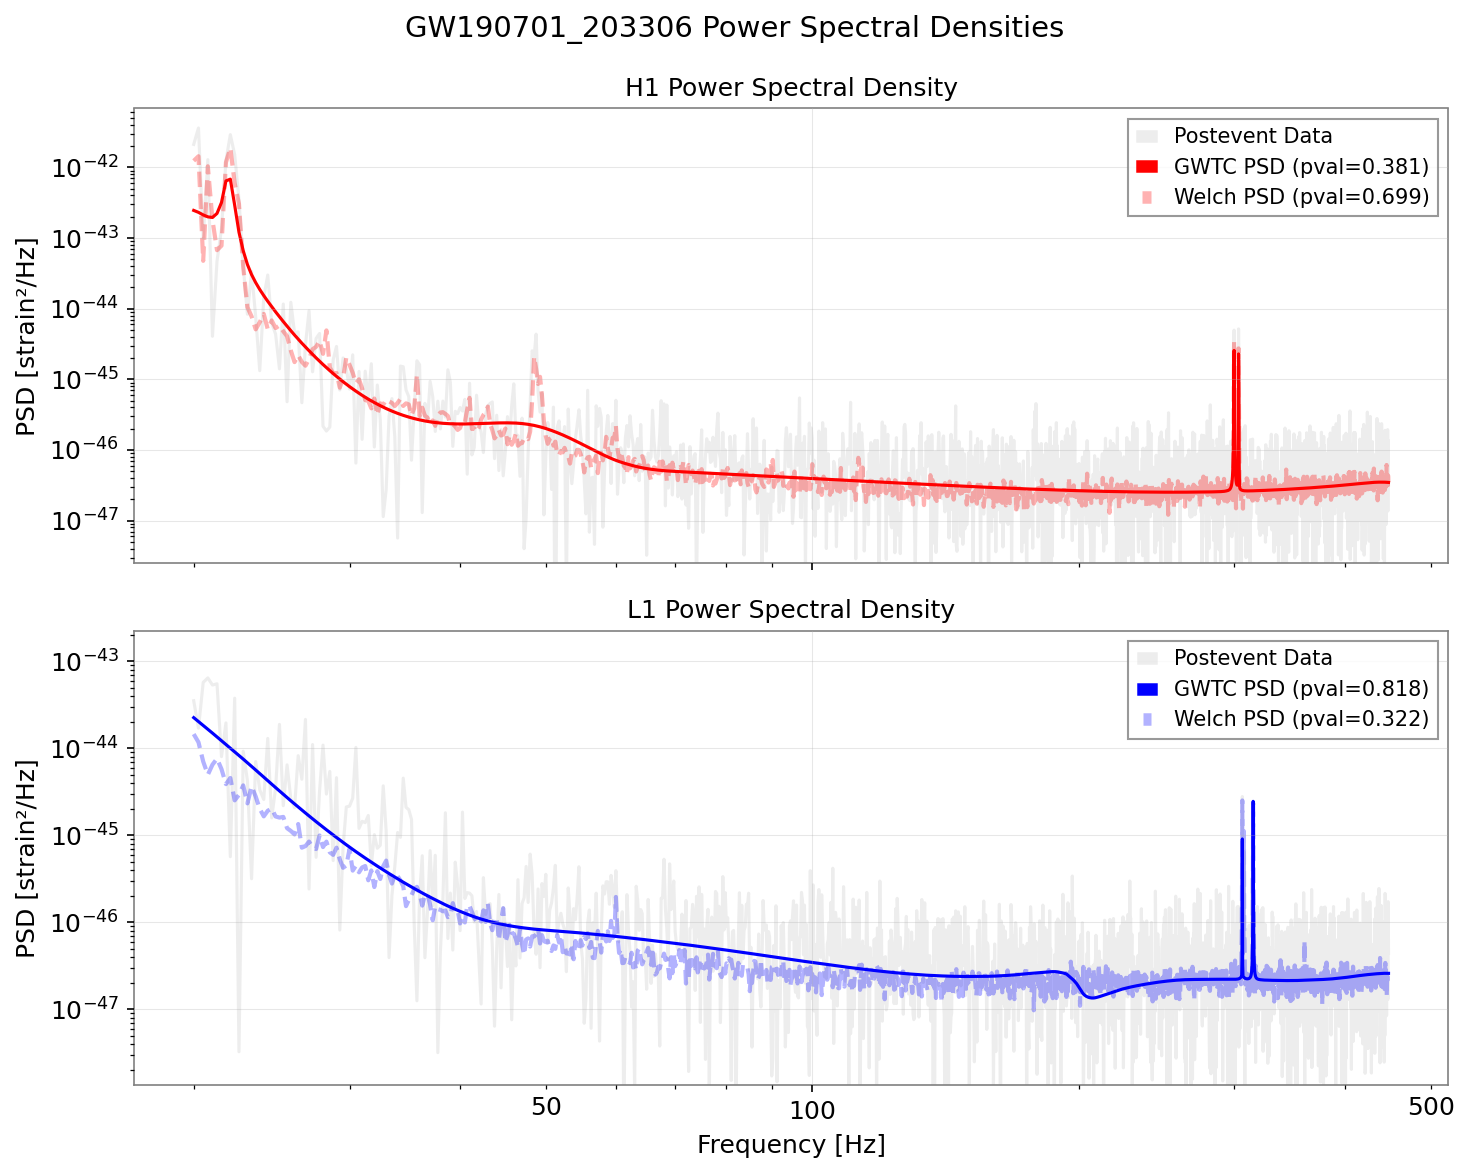 GW190701_203306 Power Spectral Densities
H1 Power Spectral Density
PSD [strain²/Hz]
10⁻⁴²
10⁻⁴³
10⁻⁴⁴
10⁻⁴⁵
10⁻⁴⁶
10⁻⁴⁷
Postevent Data
GWTC PSD (pval=0.381)
Welch PSD (pval=0.699)
L1 Power Spectral Density
PSD [strain²/Hz]
10⁻⁴³
10⁻⁴⁴
10⁻⁴⁵
10⁻⁴⁶
10⁻⁴⁷
Postevent Data
GWTC PSD (pval=0.818)
Welch PSD (pval=0.322)
50 100 500
Frequency [Hz]